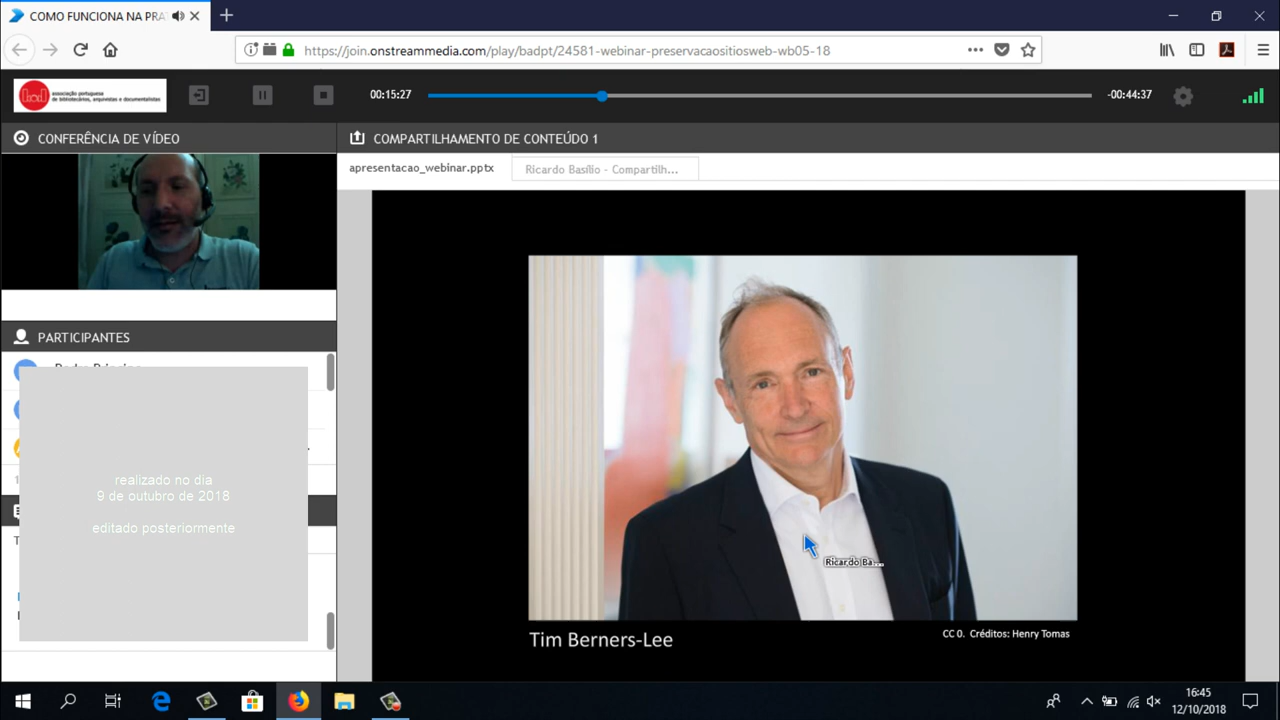 COMO FUNCIONA NA PRA
https://join.onstreammedia.com/play/badpt/24581-webinar-preservacaositiosweb-wb05-18
associação portuguesa
de bibliotecários, arquivistas e documentalistas
00:15:27
-00:44:37
CONFERÊNCIA DE VÍDEO
COMPARTILHAMENTO DE CONTEÚDO 1
apresentacao_webinar.pptx
Ricardo Basílio - Compartilh...
PARTICIPANTES
realizado no dia
9 de outubro de 2018
editado posteriormente
Ricardo Ba...
Tim Berners-Lee
CC 0. Créditos: Henry Tomas
16:45
12/10/2018